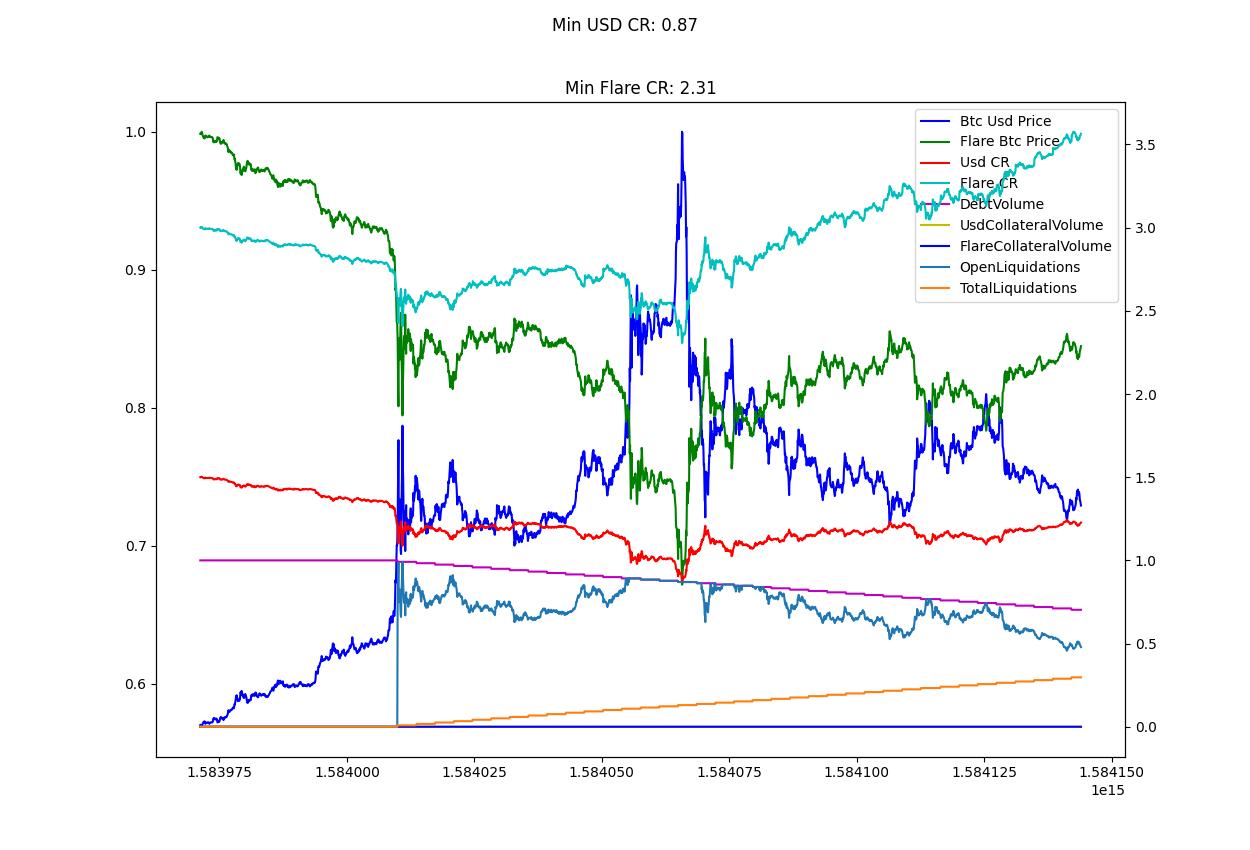 Min USD CR: 0.87
Min Flare CR: 2.31
1.0
0.9
0.8
0.7
0.6
3.5
3.0
2.5
2.0
1.5
1.0
0.5
0.0
Btc Usd Price
Flare Btc Price
Usd CR
Flare CR
DebtVolume
UsdCollateralVolume
FlareCollateralVolume
OpenLiquidations
TotalLiquidations
1.583975 1.584000 1.584025 1.584050 1.584075 1.584100 1.584125 1.584150
1e15